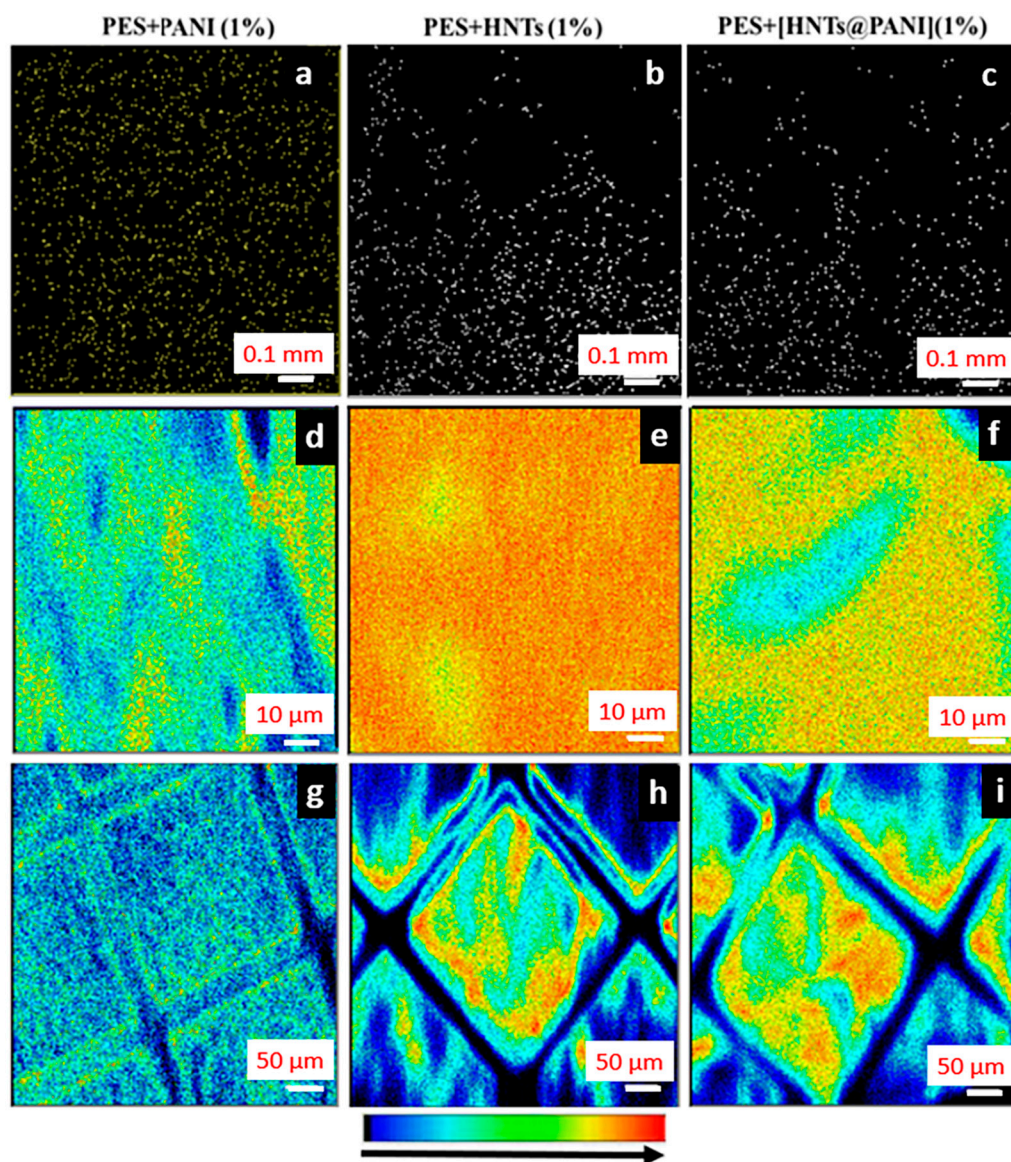 PES+PANI (1%)
PES+HNTs (1%)
PES+[HNTs@PANI](1%)
a
b
c
0.1 mm
0.1 mm
0.1 mm
d
e
f
10 µm
10 µm
10 µm
g
h
i
50 µm
50 µm
50 µm